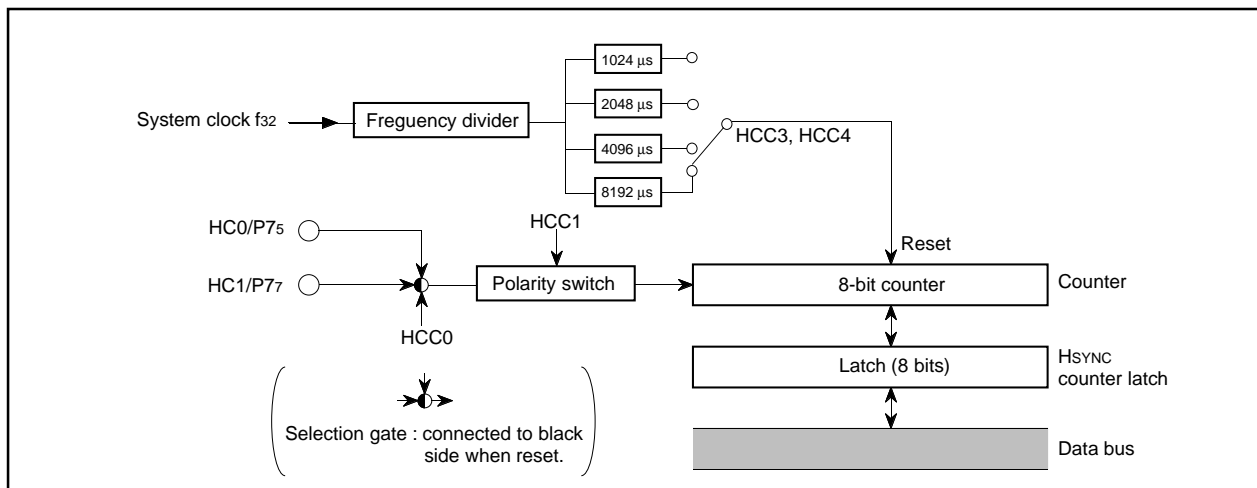 1024 μs
System clock f32
Freguency divider
2048 μs
4096 μs
HCC3, HCC4
8192 μs
HC0/P75
HCC1
Reset
HC1/P77
Polarity switch
8-bit counter
Counter
HCC0
Latch (8 bits)
HSYNC
counter latch
Selection gate : connected to black
side when reset.
Data bus